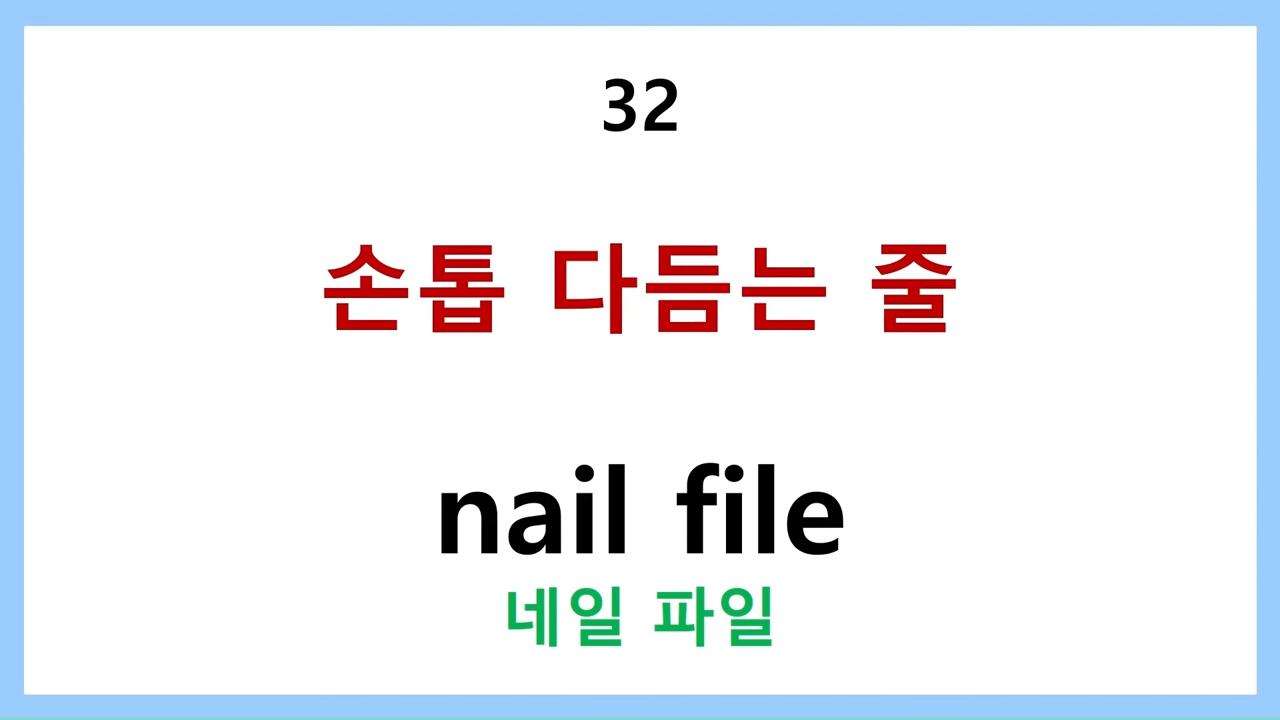 32
손톱 다듬는 줄
nail file
네일 파일